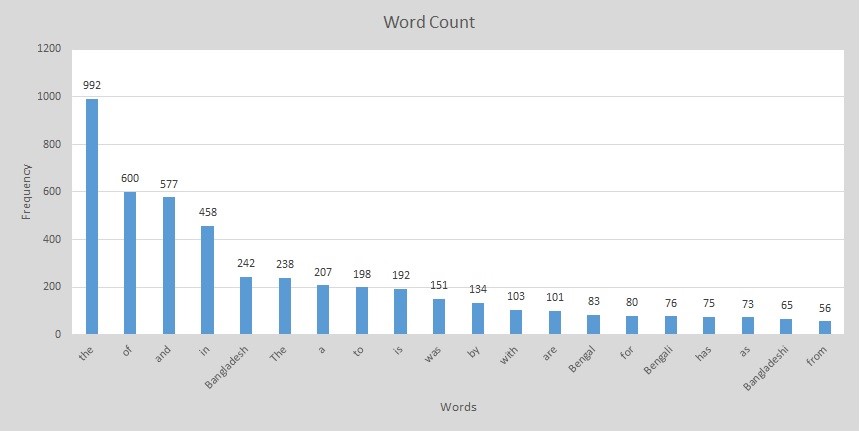 Word Count
1200
1000
800
600
400
200
0
Frequency
992
600
577
458
242
238
207
198
192
151
134
103
101
83
80
76
75
73
65
56
the
of
and
in
Bangladesh
The
a
to
is
was
by
with
are
Bengal
for
Bengali
has
as
Bangladeshi
from
Words